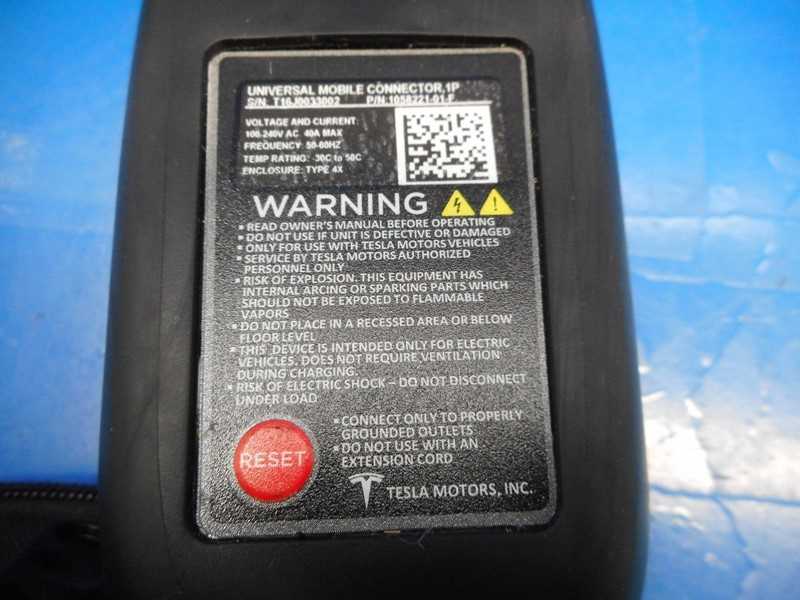 UNIVERSAL MOBILE CONNECTOR,1P
S/N. T16J0033002 P/N:1058221-01-F
VOLTAGE AND CURRENT
100-240V AC 40A MAX
FREQUENCY: 50-60HZ
TEMP RATING: -30C to 50C
ENCLOSURE: TYPE 4X
WARNING
▪ READ OWNER'S MANUAL BEFORE OPERATING
▪ DO NOT USE IF UNIT IS DEFECTIVE OR DAMAGED
▪ ONLY FOR USE WITH TESLA MOTORS VEHICLES
▪ SERVICE BY TESLA MOTORS AUTHORIZED
PERSONNEL ONLY
▪ RISK OF EXPLOSION. THIS EQUIPMENT HAS
INTERNAL ARCING OR SPARKING PARTS WHICH
SHOULD NOT BE EXPOSED TO FLAMMABLE
VAPORS
▪ DO NOT PLACE IN A RECESSED AREA OR BELOW
FLOOR LEVEL
▪ THIS DEVICE IS INTENDED ONLY FOR ELECTRIC
VEHICLES. DOES NOT REQUIRE VENTILATION
DURING CHARGING.
▪ RISK OF ELECTRIC SHOCK – DO NOT DISCONNECT
UNDER LOAD
▪ CONNECT ONLY TO PROPERLY
GROUNDED OUTLETS
▪ DO NOT USE WITH AN
EXTENSION CORD
RESET
TESLA MOTORS, INC.